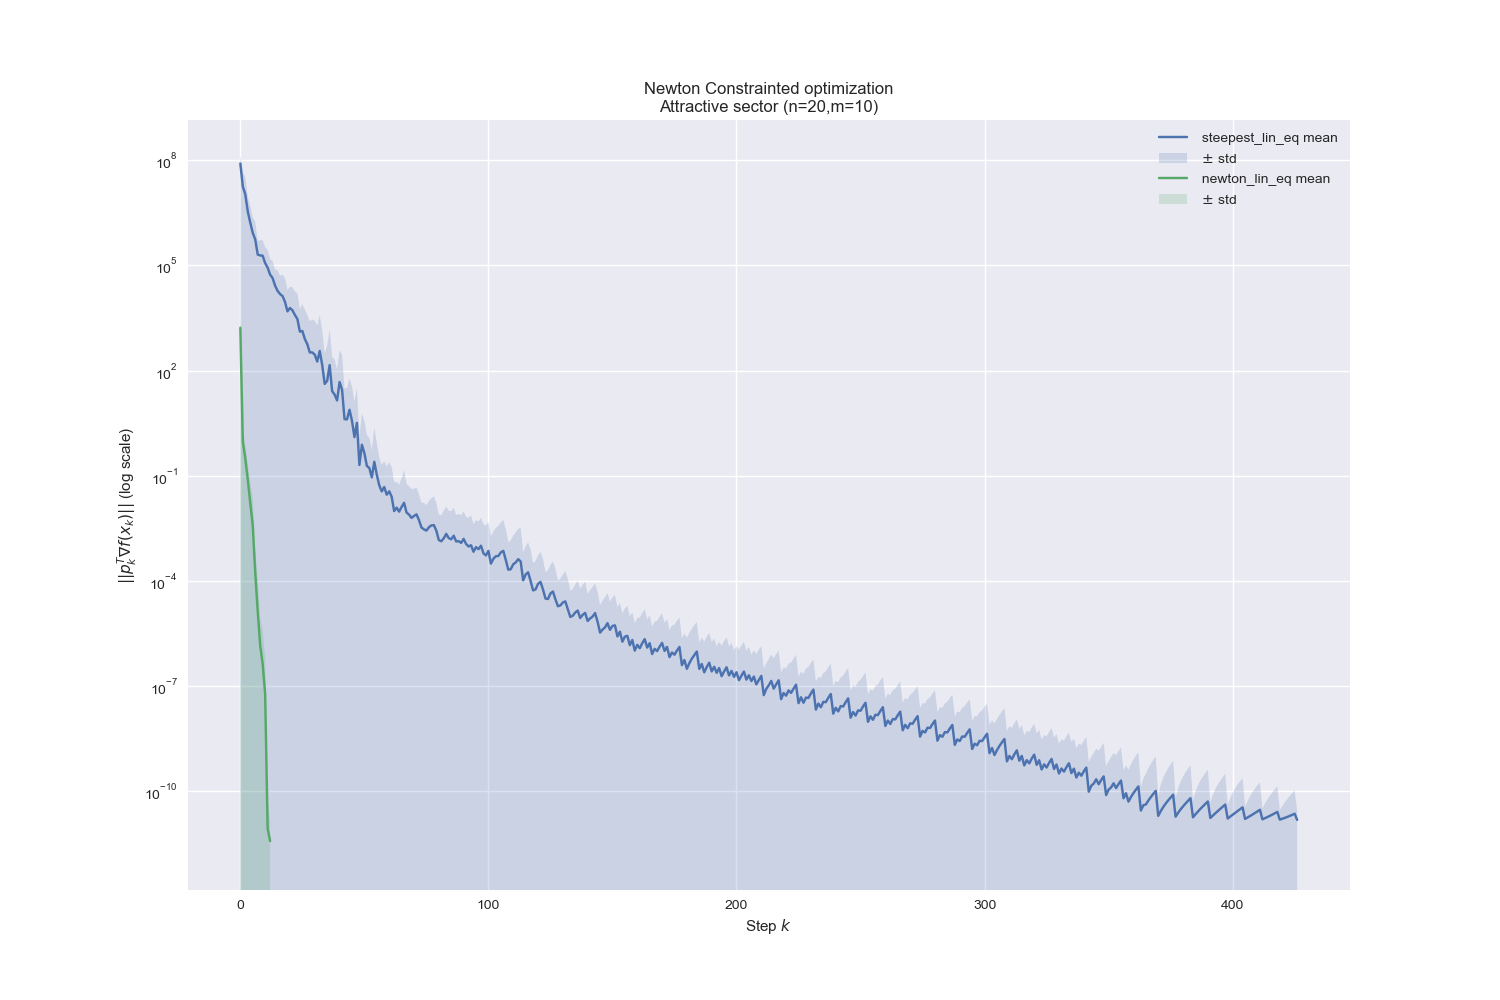 Newton Constrainted optimization
Attractive sector (n=20,m=10)
steepest_lin_eq mean
± std
newton_lin_eq mean
± std
||p_k^T∇f(x_k)|| (log scale)
10^8
10^5
10^2
10^−1
10^−4
10^−7
10^−10
0 100 200 300 400
Step k